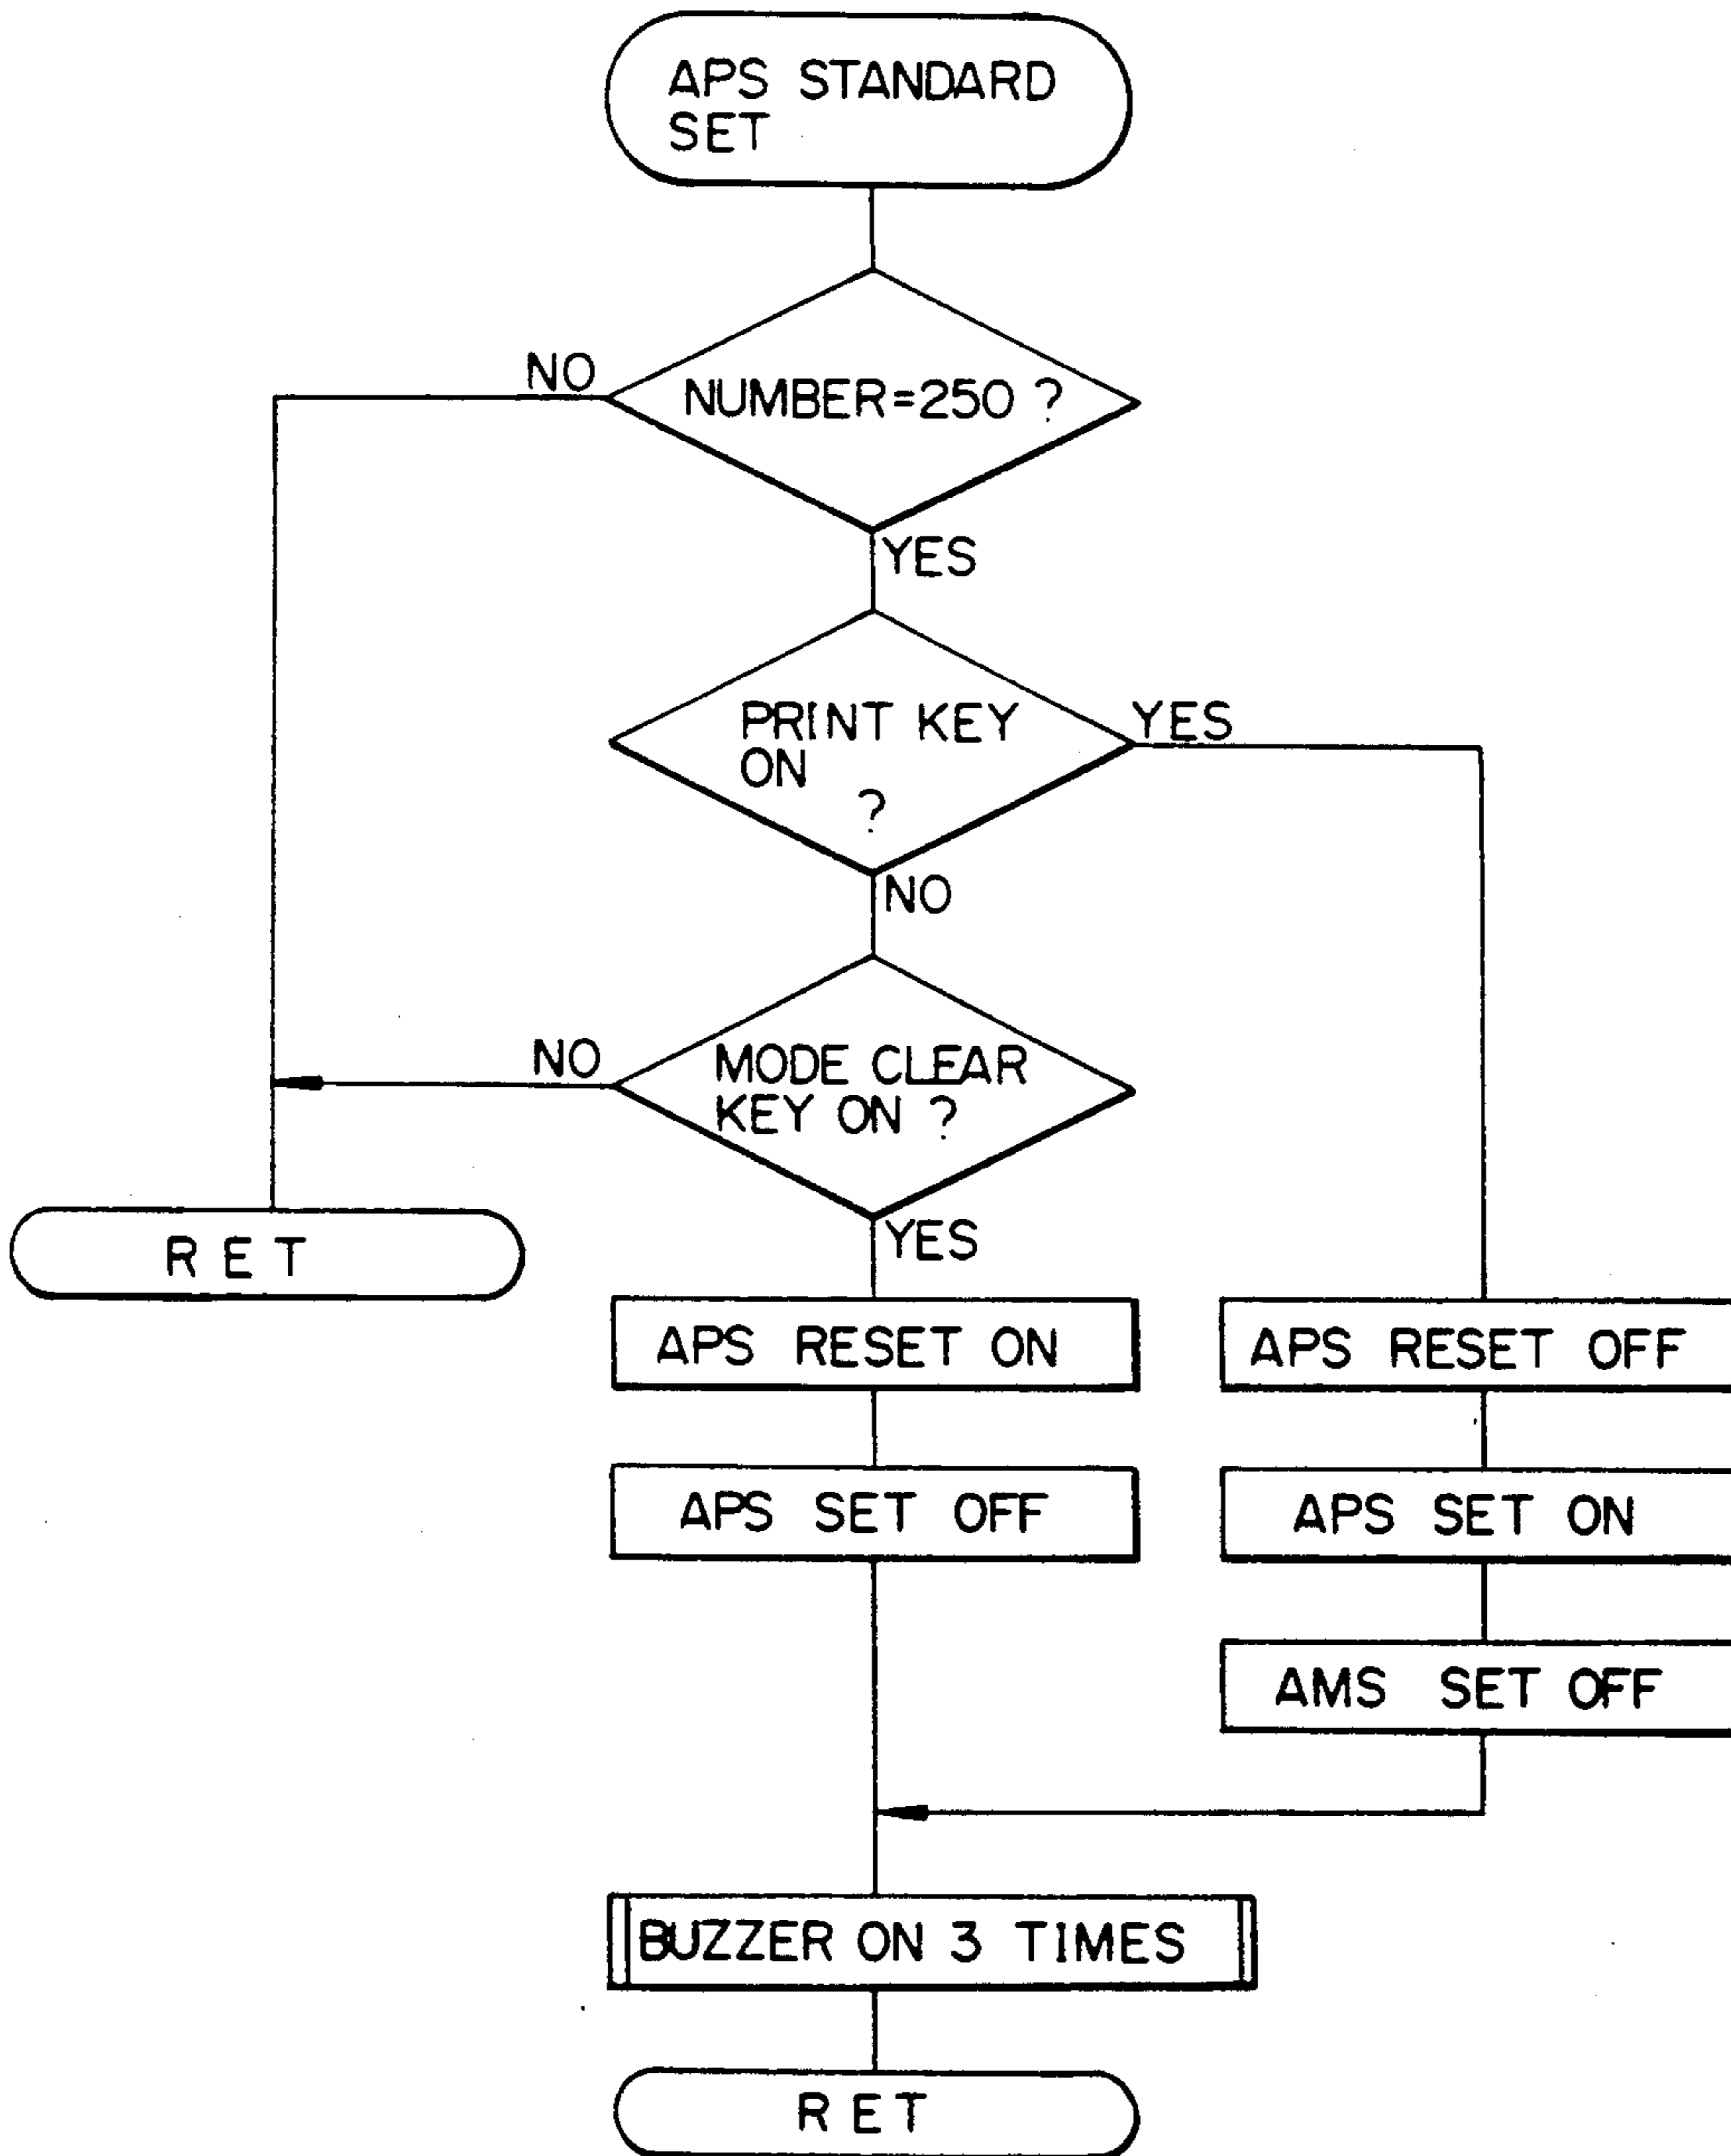 APS STANDARD
SET
NO
NUMBER=250 ?
YES
PRINT KEY
ON
?
YES
NO
NO
MODE CLEAR
KEY ON ?
YES
RET
APS RESET ON
APS RESET OFF
APS SET OFF
APS SET ON
AMS SET OFF
BUZZER ON 3 TIMES
RET